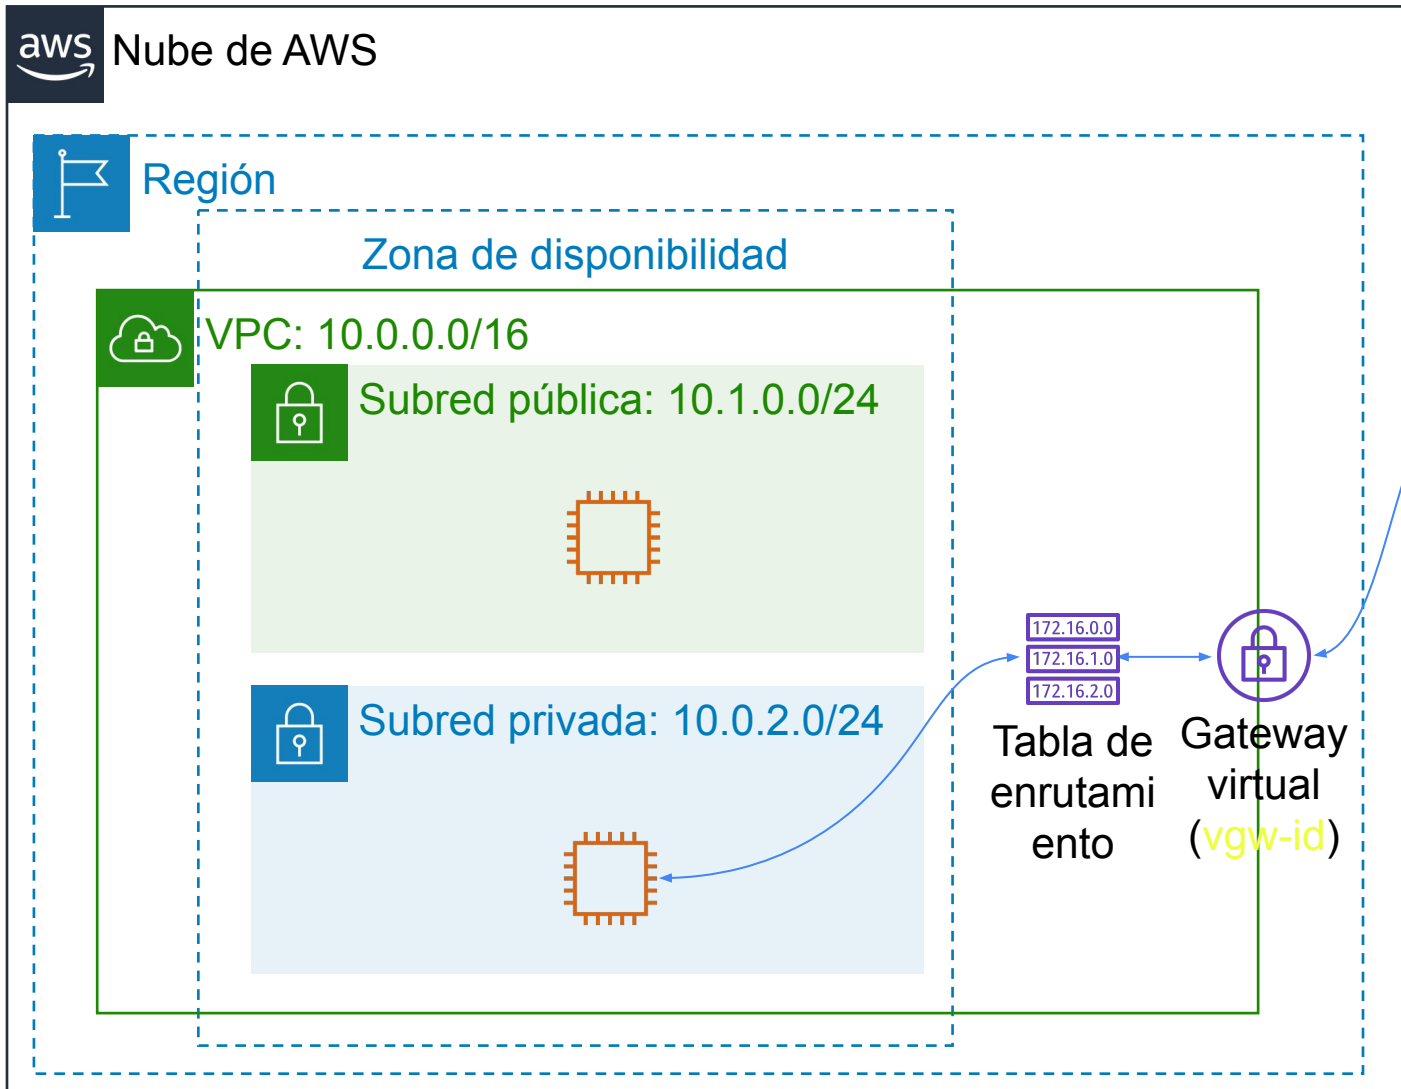 aws
Nube de AWS
Región
Zona de disponibilidad
VPC: 10.0.0.0/16
Subred pública: 10.1.0.0/24
172.16.0.0
172.16.1.0
172.16.2.0
Subred privada: 10.0.2.0/24
Tabla de
enrutami
ento
Gateway
virtual
(vgw-id)